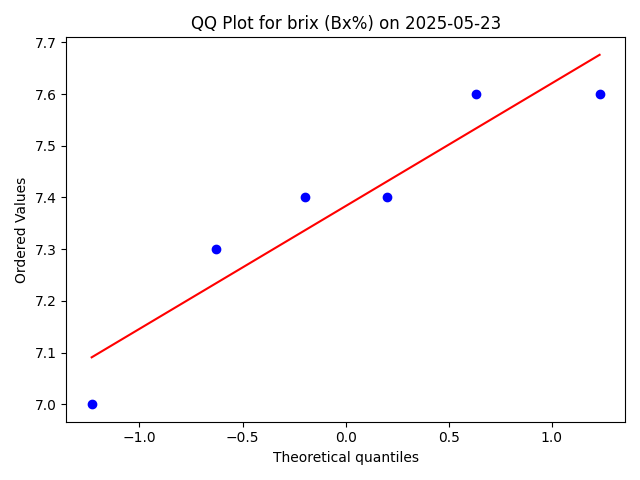 QQ Plot for brix (Bx%) on 2025-05-23
7.7
7.6
7.5
7.4
7.3
7.2
7.1
7.0
Ordered Values
−1.0 −0.5 0.0 0.5 1.0
Theoretical quantiles